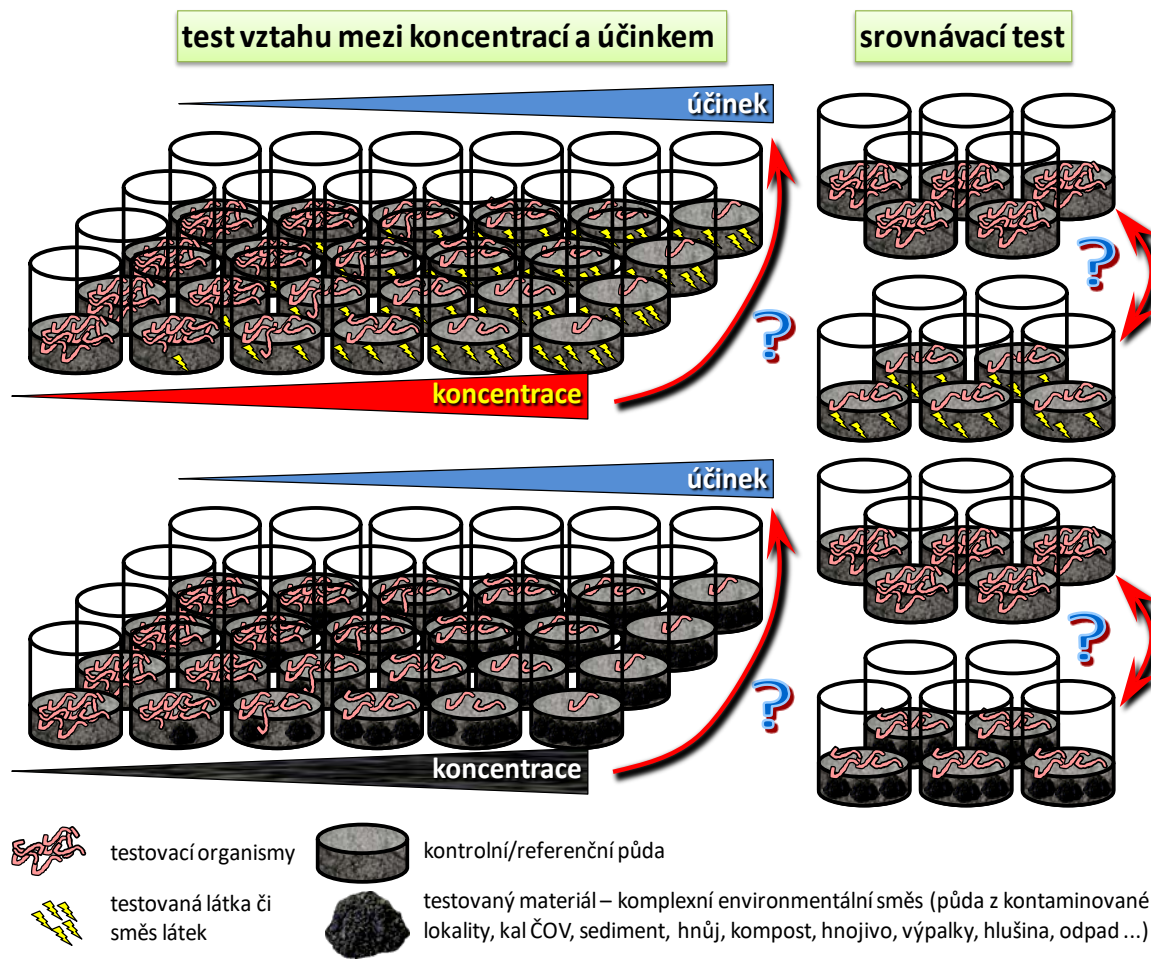 test vztahu mezi koncentrací a účinkem
srovnávací test
účinek
?
?
koncentrace
účinek
?
?
koncentrace
testovací organismy
kontrolní/referenční půda
testovaná látka či
směs látek
testovaný materiál – komplexní environmentální směs (půda z kontaminované
lokality, kal ČOV, sediment, hnůj, kompost, hnojivo, výpalky, hlušina, odpad ...)